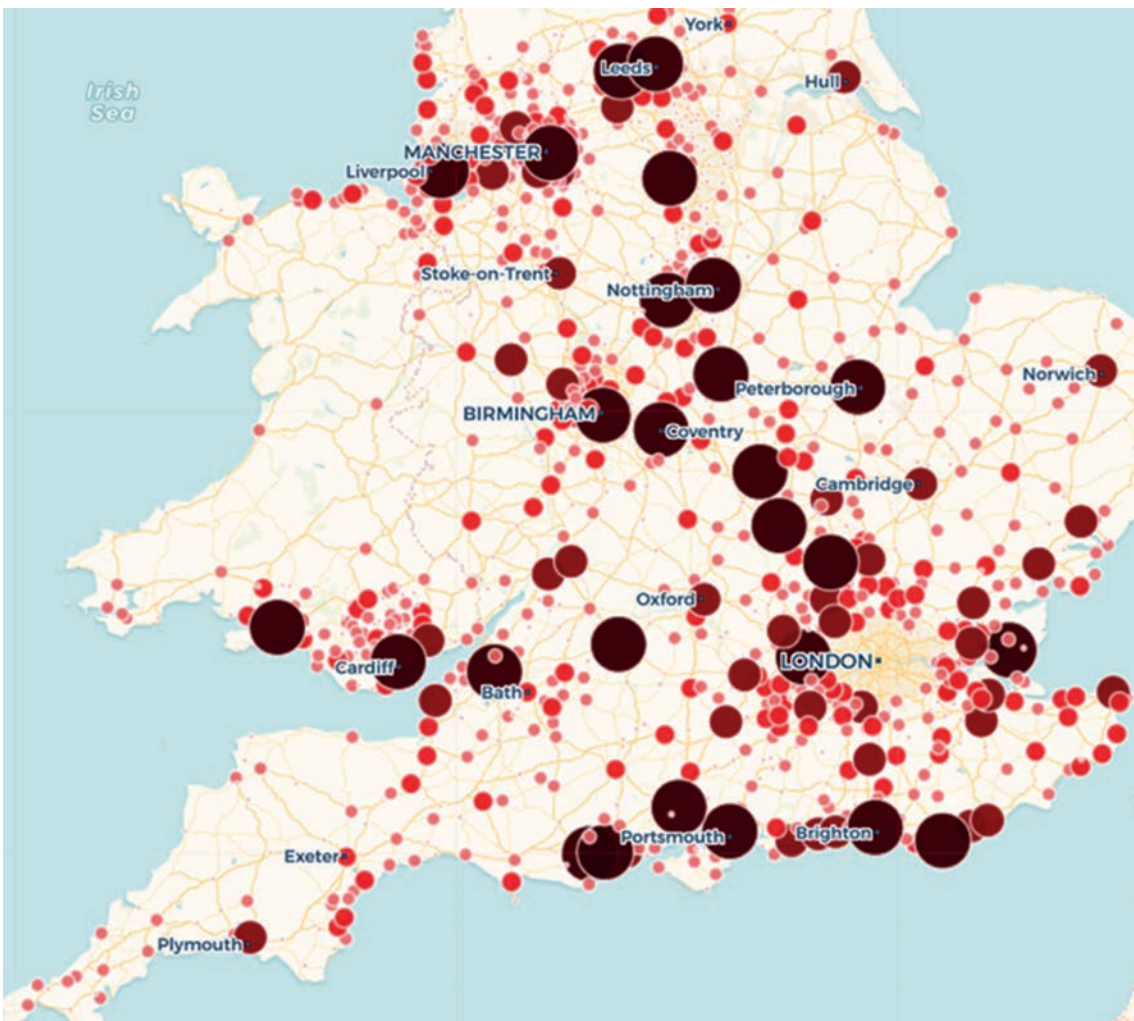 York
Irish
Sea
Leeds
Hull
MANCHESTER
Liverpool
Stoke-on-Trent
Nottingham
Norwich
Peterborough
BIRMINGHAM
Coventry
Cambridge
Oxford
LONDON
Cardiff
Bath
Portsmouth
Brighton
Exeter
Plymouth